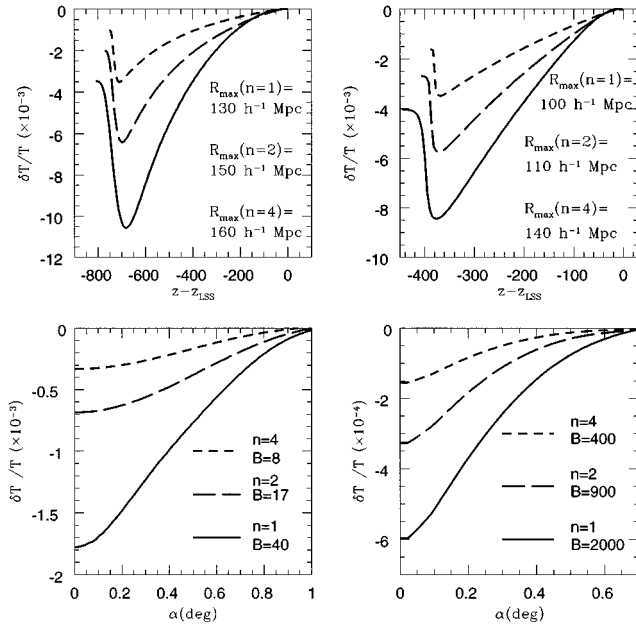 0
-2
-4
-6
-8
-10
-12
δT/T (×10⁻³)
R_max(n=1)=
130 h⁻¹ Mpc
R_max(n=2)=
150 h⁻¹ Mpc
R_max(n=4)=
160 h⁻¹ Mpc
-800 -600 -400 -200 0
z-z_LSS
0
-2
-4
-6
-8
-10
δT/T (×10⁻³)
R_max(n=1)=
100 h⁻¹ Mpc
R_max(n=2)=
110 h⁻¹ Mpc
R_max(n=4)=
140 h⁻¹ Mpc
-400 -300 -200 -100 0
z-z_LSS
0
-0.5
-1
-1.5
-2
δT/T (×10⁻³)
n=4
B=8
n=2
B=17
n=1
B=40
0 0.2 0.4 0.6 0.8 1
α(deg)
0
-2
-4
-6
δT/T (×10⁻⁴)
n=4
B=400
n=2
B=900
n=1
B=2000
0 0.2 0.4 0.6
α(deg)